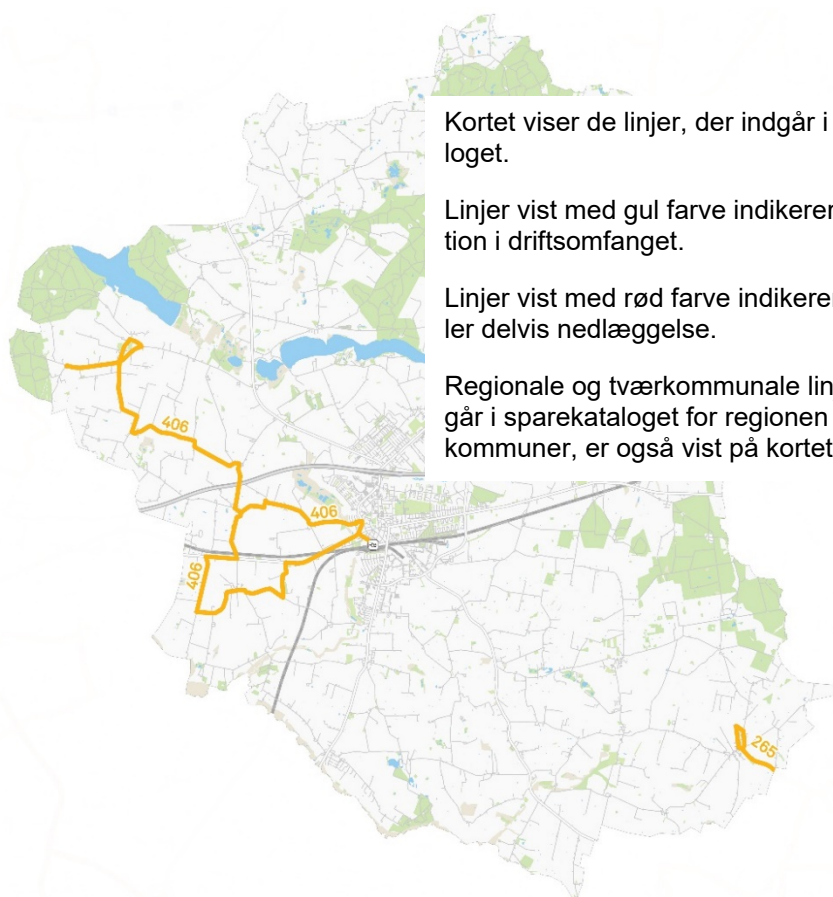 Kortet viser de linjer, der indgår i
loget.
Linjer vist med gul farve indikerer
tion i driftsomfanget.
Linjer vist med rød farve indikerer
ler delvis nedlæggelse.
Regionale og tværkommunale lin
går i sparekataloget for regionen
kommuner, er også vist på kortet
406
406
406
265